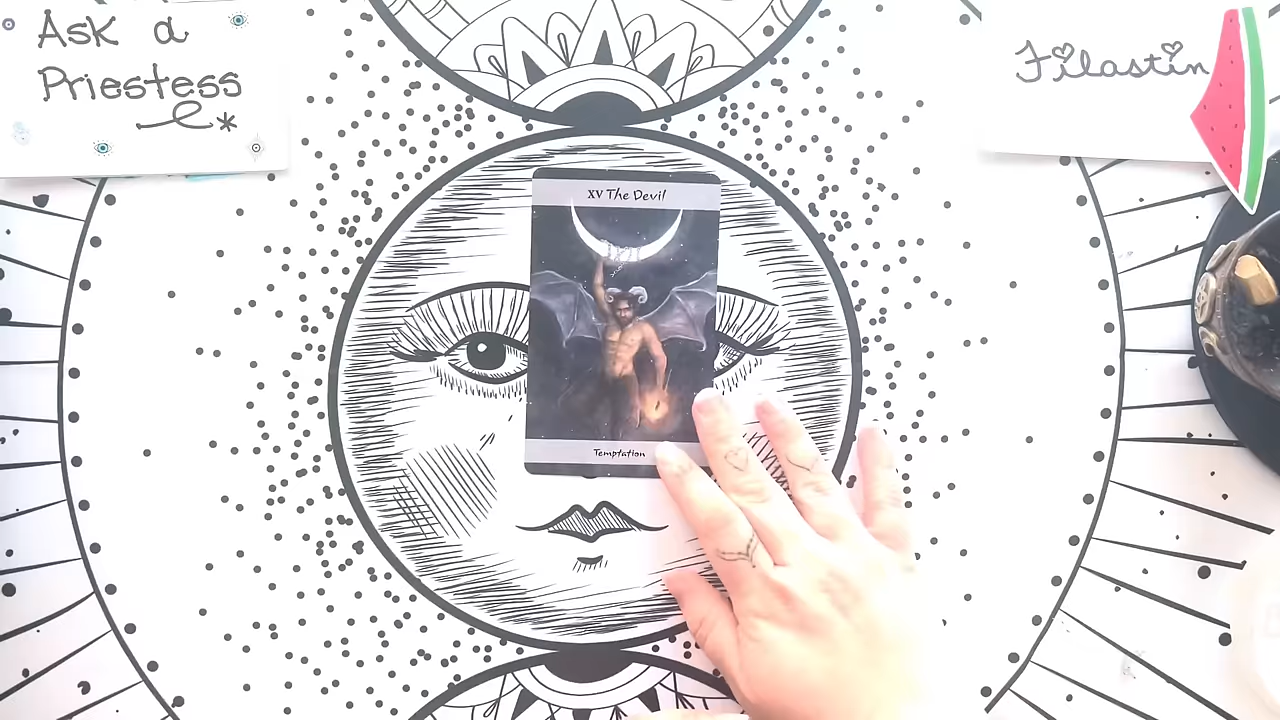 Ask a
Priestess
Filastin
XV The Devil
Temptation